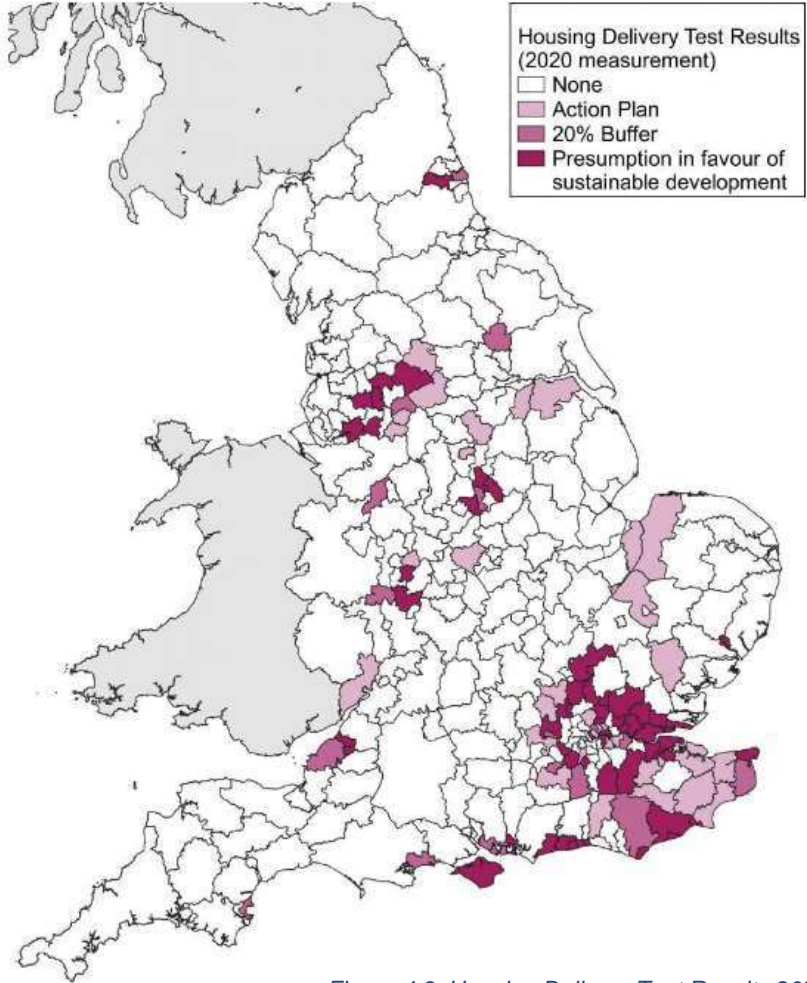 Housing Delivery Test Results
(2020 measurement)
None
Action Plan
20% Buffer
Presumption in favour of
sustainable development